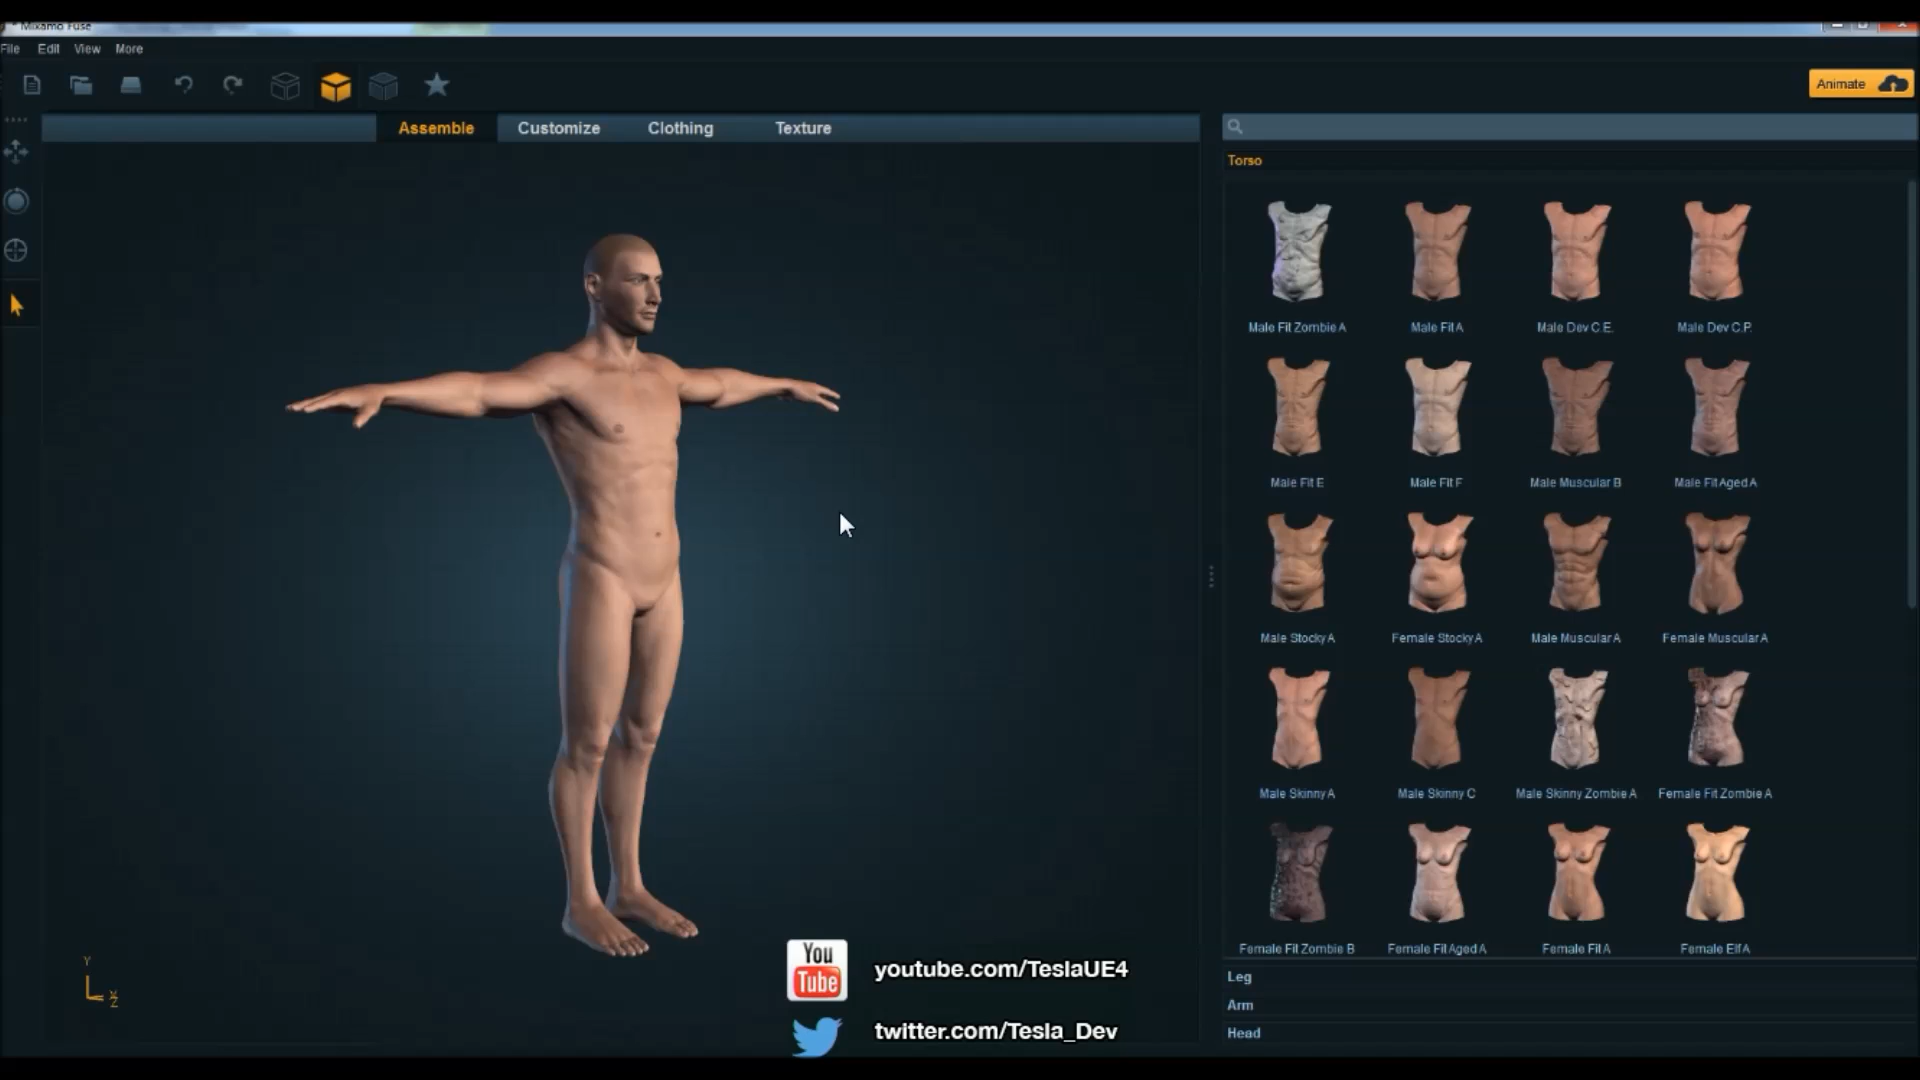 Mixamo Fuse
File Edit View More
Animate
Assemble Customize Clothing Texture
Torso
Male Fit Zombie A Male Fit A Male Dev C.E. Male Dev C.P.
Male Fit E Male Fit F Male Muscular B Male Fit Aged A
Male Stocky A Female Stocky A Male Muscular A Female Muscular A
Male Skinny A Male Skinny C Male Skinny Zombie A Female Fit Zombie A
Female Fit Zombie B Female Fit Aged A Female Fit A Female Elf A
Leg
Arm
Head
Y
Z
You
Tube
youtube.com/TeslaUE4
twitter.com/Tesla_Dev